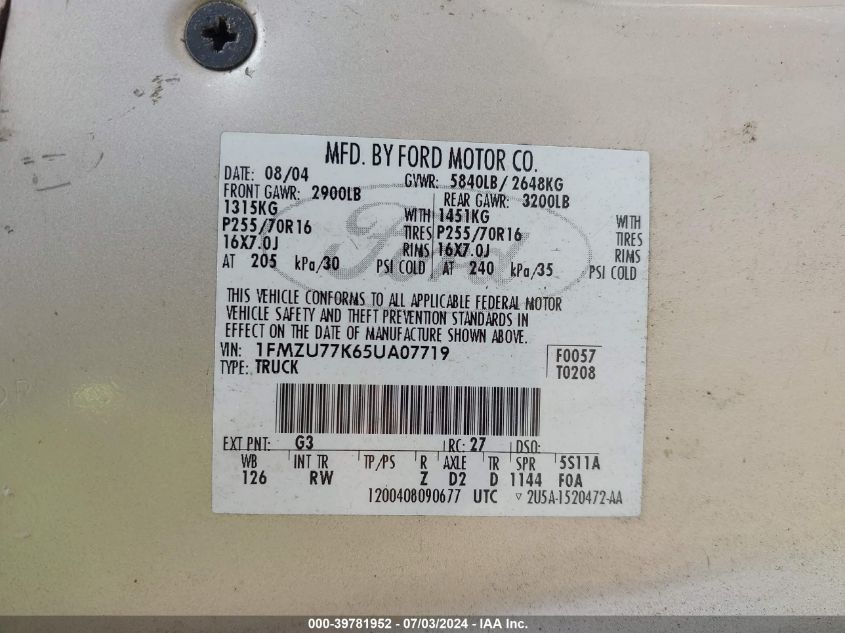 MFD. BY FORD MOTOR CO.
DATE: 08/04 GVWR: 5840LB/ 2648KG
FRONT GAWR: 2900LB REAR GAWR: 3200LB
1315KG WITH 1451KG WITH
P255/70R16 TIRES P255/70R16 TIRES
16X7.0J RIMS 16X7.0J RIMS
AT 205 kPa/30 PSI COLD AT 240 kPa/35 PSI COLD
Ford
THIS VEHICLE CONFORMS TO ALL APPLICABLE FEDERAL MOTOR
VEHICLE SAFETY AND THEFT PREVENTION STANDARDS IN
EFFECT ON THE DATE OF MANUFACTURE SHOWN ABOVE.
VIN: 1FMZU77K65UA07719 F0057
TYPE: TRUCK T0208
EXT PNT: G3 RC: 27 DSO:
WB INT TR TP/PS R AXLE TR SPR 5S11A
126 RW Z D2 D 1144 F0A
1200408090677 UTC ▿ 2U5A-1520472-AA
000-39781952 - 07/03/2024 - IAA Inc.